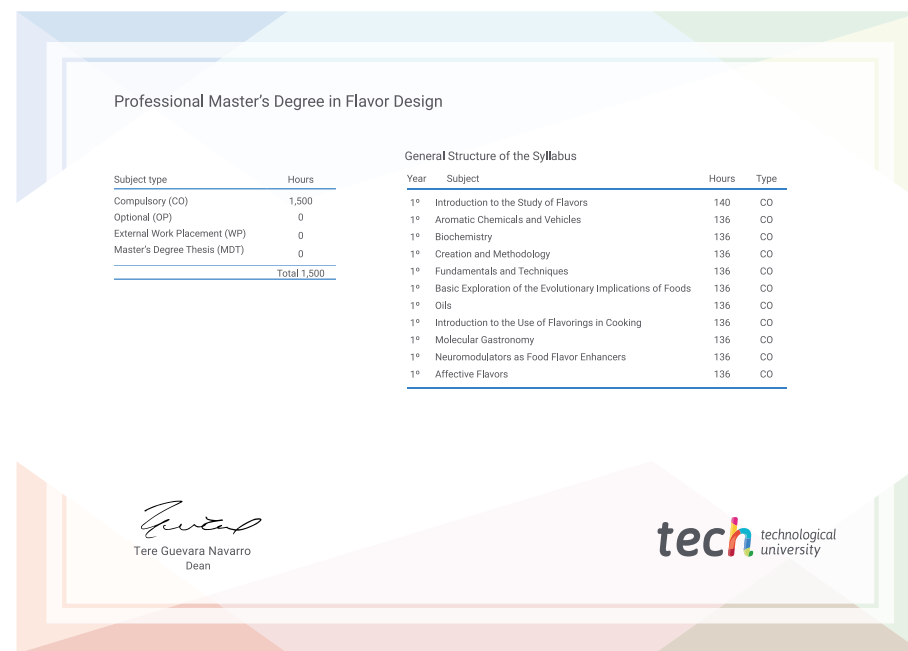 Professional Master's Degree in Flavor Design
Subject type Hours
Compulsory (CO) 1,500
Optional (OP) 0
External Work Placement (WP) 0
Master's Degree Thesis (MDT) 0
Total 1,500
General Structure of the Syllabus
Year Subject Hours Type
1º Introduction to the Study of Flavors 140 CO
1º Aromatic Chemicals and Vehicles 136 CO
1º Biochemistry 136 CO
1º Creation and Methodology 136 CO
1º Fundamentals and Techniques 136 CO
1º Basic Exploration of the Evolutionary Implications of Foods 136 CO
1º Oils 136 CO
1º Introduction to the Use of Flavorings in Cooking 136 CO
1º Molecular Gastronomy 136 CO
1º Neuromodulators as Food Flavor Enhancers 136 CO
1º Affective Flavors 136 CO
Tere Guevara Navarro
Dean
tech technological
university